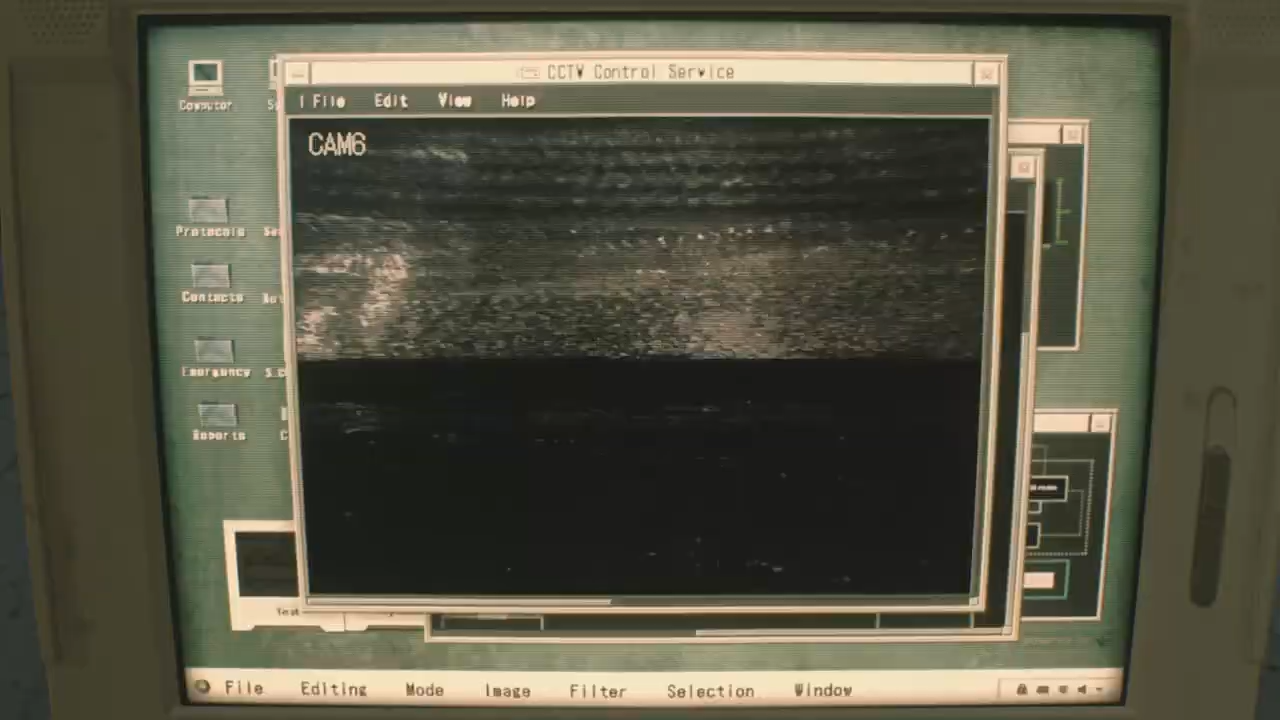 CCTV Control Service
File Edit View Help
CAM6
Computer
Protocols
Contacts
Emergency
Reports
Test
File Editing Mode Image Filter Selection Window